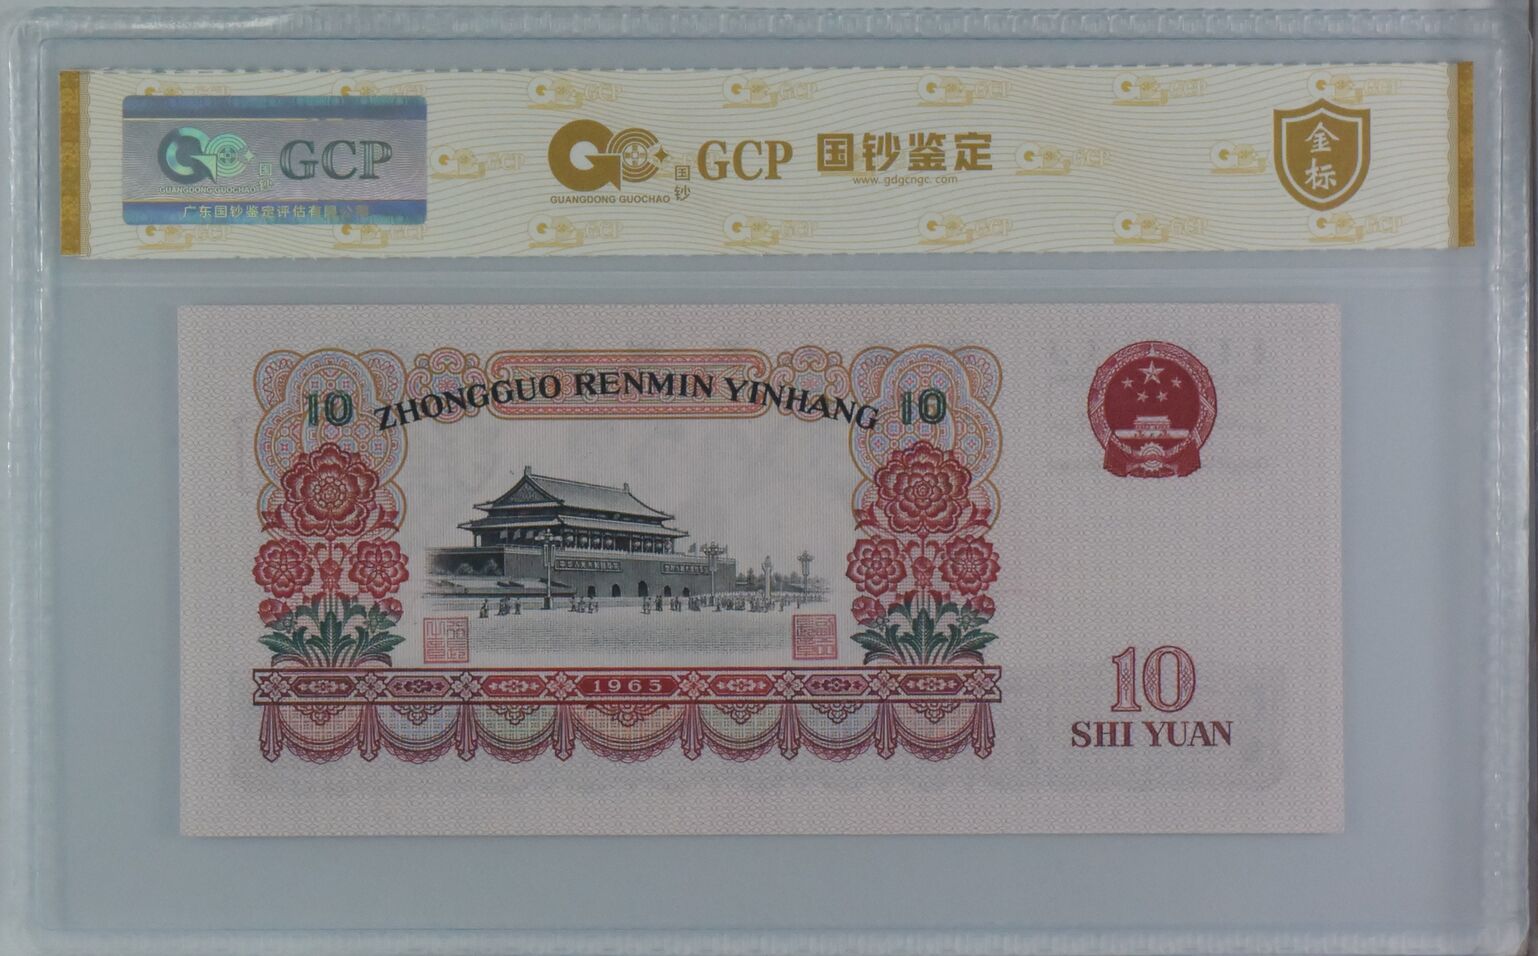 GCP
国钞
GUANGDONG GUOCHAO
广东国钞鉴定评估有限公司
GCP 国钞鉴定
国钞
www.gdgcngc.com
GUANGDONG GUOCHAO
金标
10 ZHONGGUO RENMIN YINHANG 10
1965
10
SHI YUAN